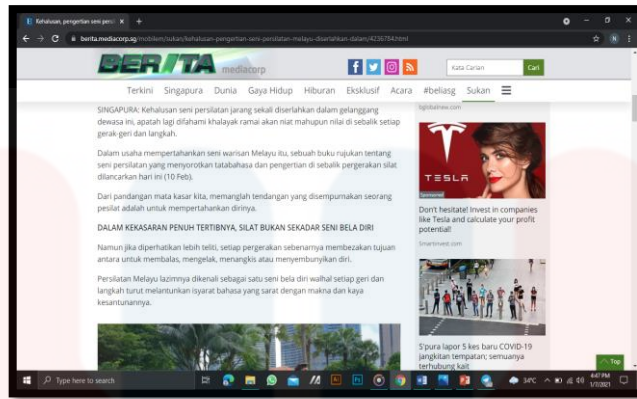 Kehalusan, pengertian seni persil
berita.mediacorp.sg/mobilem/sukan/kehalusan-pengertian-seni-persilatan-melayu-diserlahkan-dalam/4236784.html
BERITA mediacorp
Kata Carian
Cari
Terkini Singapura Dunia Gaya Hidup Hiburan Eksklusif Acara #beliasg Sukan
SINGAPURA: Kehalusan seni persilatan jarang sekali diserlahkan dalam gelanggang
dewasa ini, apatah lagi difahami khalayak ramai akan niat mahupun nilai di sebalik setiap
gerak-geri dan langkah.
Dalam usaha mempertahankan seni warisan Melayu itu, sebuah buku rujukan tentang
seni persilatan yang menyorotkan tatabahasa dan pengertian di sebalik pergerakan silat
dilancarkan hari ini (10 Feb).
Dari pandangan mata kasar kita, memanglah tendangan yang disempurnakan seorang
pesilat adalah untuk mempertahankan dirinya.
DALAM KEKASARAN PENUH TERTIBNYA, SILAT BUKAN SEKADAR SENI BELA DIRI
Namun jika diperhatikan lebih teliti, setiap pergerakan sebenarnya membezakan tujuan
antara untuk membalas, mengelak, menangkis atau menyembunyikan diri.
Persilatan Melayu lazimnya dikenali sebagai satu seni bela diri walhal setiap geri dan
langkah turut melantunkan isyarat bahasa yang sarat dengan makna dan kaya
kesantunannya.
TESLA
Sponsored
Don't hesitate! Invest in companies
like Tesla and calculate your profit
potential!
Smartinvest.com
S'pura lapor 5 kes baru COVID-19
jangkitan tempatan; semuanya
terhubung kait
Top
Type here to search
34°C
4:47 PM
1/7/2021